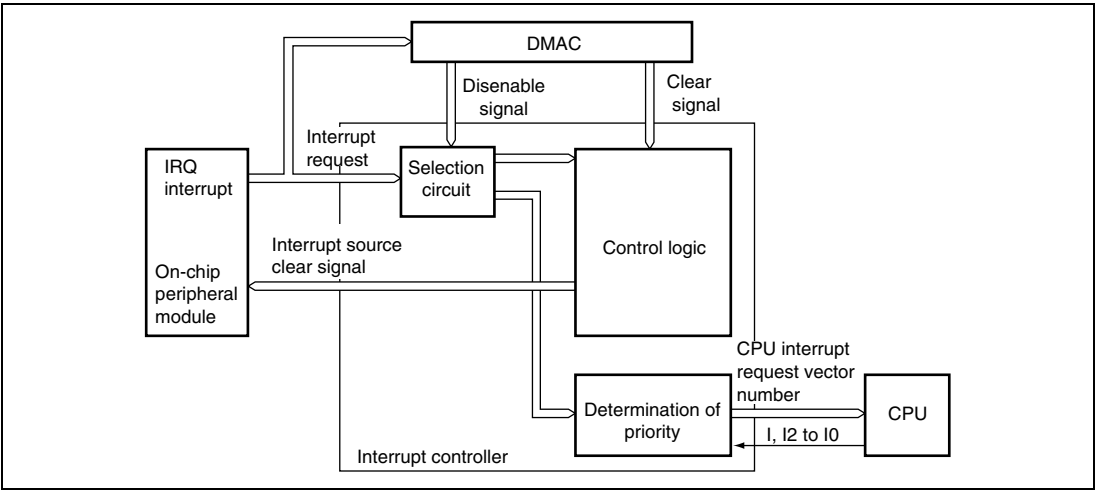 DMAC
Disenable
signal
Clear
signal
Interrupt
request
IRQ
interrupt
Selection
circuit
Interrupt source
clear signal
Control logic
On-chip
peripheral
module
CPU interrupt
request vector
number
Determination of
priority
CPU
I, I2 to I0
Interrupt controller